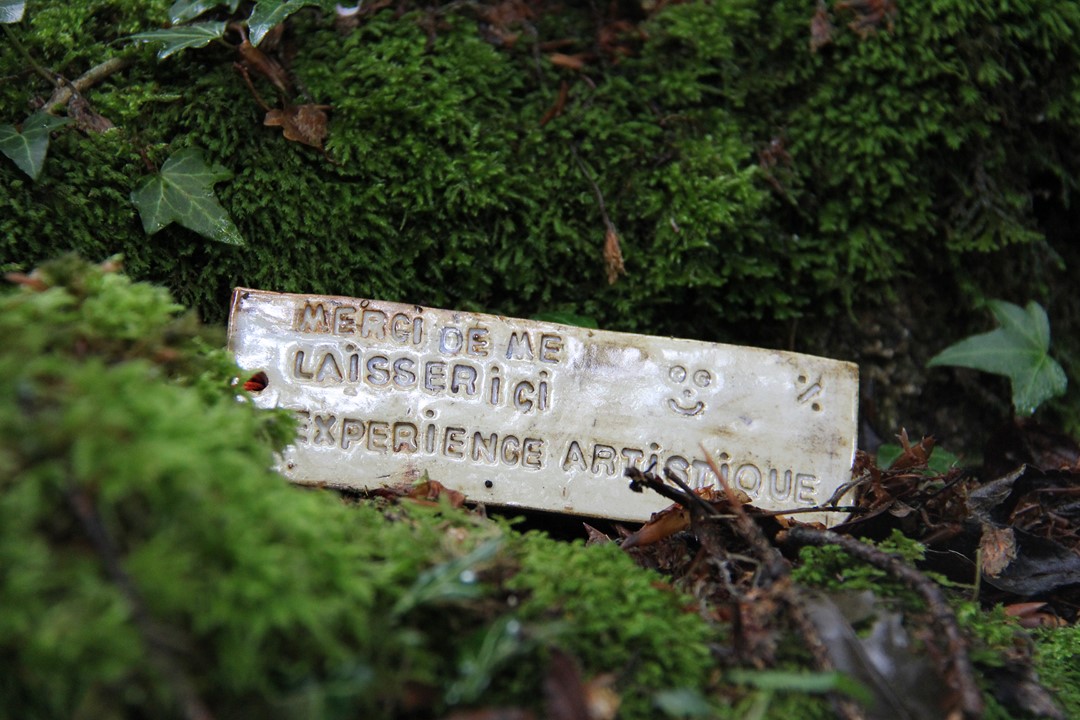 MERCi DE ME
LAiSSER iCi
EXPERiENCE ARTiSTiQUE